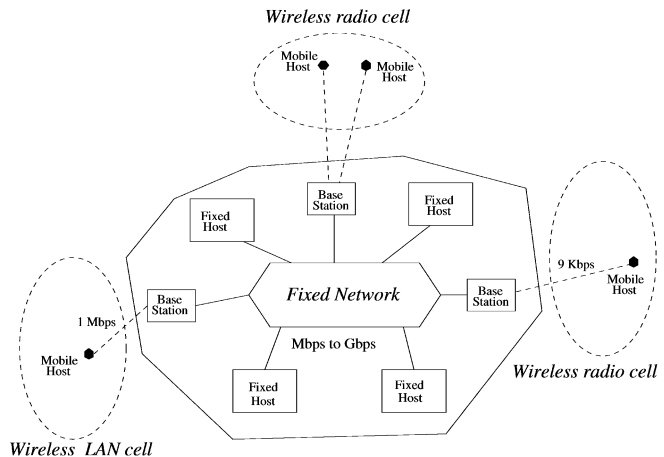 Wireless radio cell
Mobile
Host
Mobile
Host
Base
Station
Fixed
Host
Fixed
Host
9 Kbps
Mobile
Host
Base
Station
Fixed Network
Base
Station
1 Mbps
Mbps to Gbps
Mobile
Host
Wireless radio cell
Fixed
Host
Fixed
Host
Wireless LAN cell